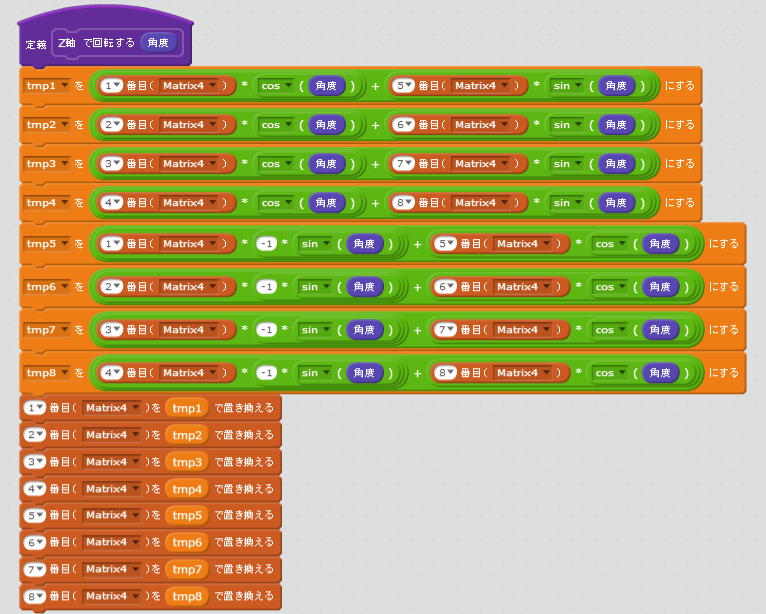 定義 Z軸 で回転する 角度
tmp1 を 1 番目( Matrix4 ) * cos ( 角度 ) + 5 番目( Matrix4 ) * sin ( 角度 ) にする
tmp2 を 2 番目( Matrix4 ) * cos ( 角度 ) + 6 番目( Matrix4 ) * sin ( 角度 ) にする
tmp3 を 3 番目( Matrix4 ) * cos ( 角度 ) + 7 番目( Matrix4 ) * sin ( 角度 ) にする
tmp4 を 4 番目( Matrix4 ) * cos ( 角度 ) + 8 番目( Matrix4 ) * sin ( 角度 ) にする
tmp5 を 1 番目( Matrix4 ) * -1 * sin ( 角度 ) + 5 番目( Matrix4 ) * cos ( 角度 ) にする
tmp6 を 2 番目( Matrix4 ) * -1 * sin ( 角度 ) + 6 番目( Matrix4 ) * cos ( 角度 ) にする
tmp7 を 3 番目( Matrix4 ) * -1 * sin ( 角度 ) + 7 番目( Matrix4 ) * cos ( 角度 ) にする
tmp8 を 4 番目( Matrix4 ) * -1 * sin ( 角度 ) + 8 番目( Matrix4 ) * cos ( 角度 ) にする
1 番目( Matrix4 )を tmp1 で置き換える
2 番目( Matrix4 )を tmp2 で置き換える
3 番目( Matrix4 )を tmp3 で置き換える
4 番目( Matrix4 )を tmp4 で置き換える
5 番目( Matrix4 )を tmp5 で置き換える
6 番目( Matrix4 )を tmp6 で置き換える
7 番目( Matrix4 )を tmp7 で置き換える
8 番目( Matrix4 )を tmp8 で置き換える